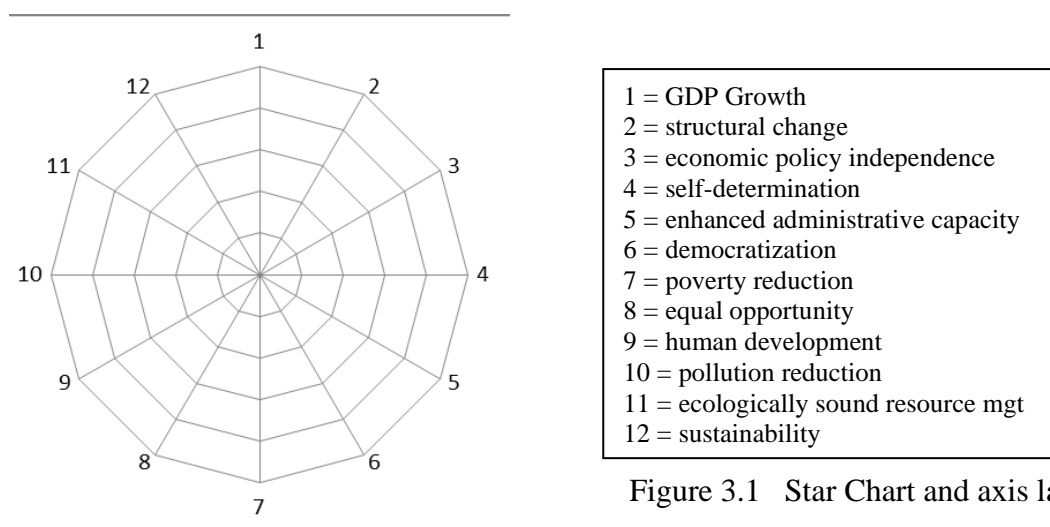 1
12
2
11
3
10
4
9
5
8
6
7
1 = GDP Growth
2 = structural change
3 = economic policy independence
4 = self-determination
5 = enhanced administrative capacity
6 = democratization
7 = poverty reduction
8 = equal opportunity
9 = human development
10 = pollution reduction
11 = ecologically sound resource mgt
12 = sustainability
Figure 3.1 Star Chart and axis